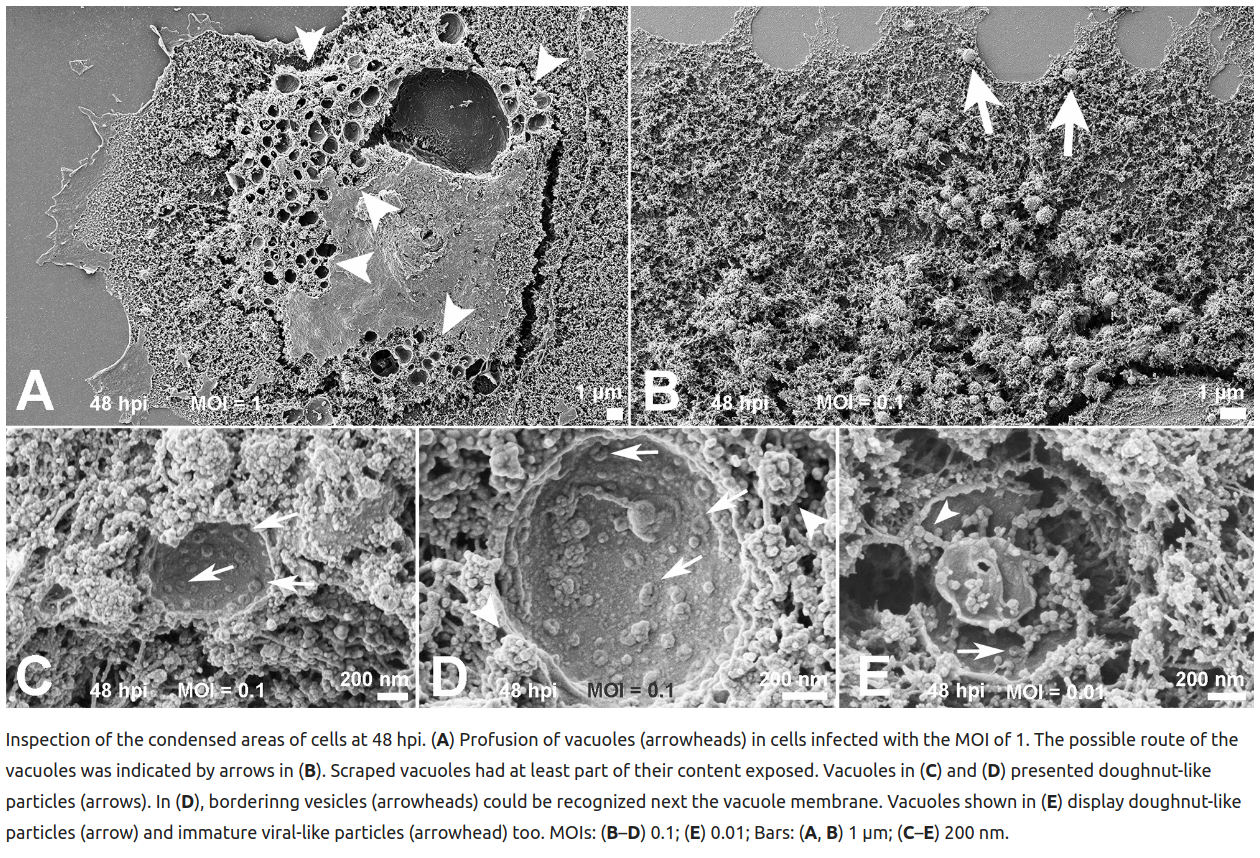 A
48 hpi MOI = 1
1 µm
B
48 hpi MOI = 0.1
1 µm
C
48 hpi MOI = 0.1
200 nm
D
48 hpi MOI = 0.1
200 nm
E
48 hpi MOI = 0.01
200 nm
Inspection of the condensed areas of cells at 48 hpi. (A) Profusion of vacuoles (arrowheads) in cells infected with the MOI of 1. The possible route of the
vacuoles was indicated by arrows in (B). Scraped vacuoles had at least part of their content exposed. Vacuoles in (C) and (D) presented doughnut-like
particles (arrows). In (D), borderinng vesicles (arrowheads) could be recognized next the vacuole membrane. Vacuoles shown in (E) display doughnut-like
particles (arrow) and immature viral-like particles (arrowhead) too. MOIs: (B–D) 0.1; (E) 0.01; Bars: (A, B) 1 µm; (C–E) 200 nm.